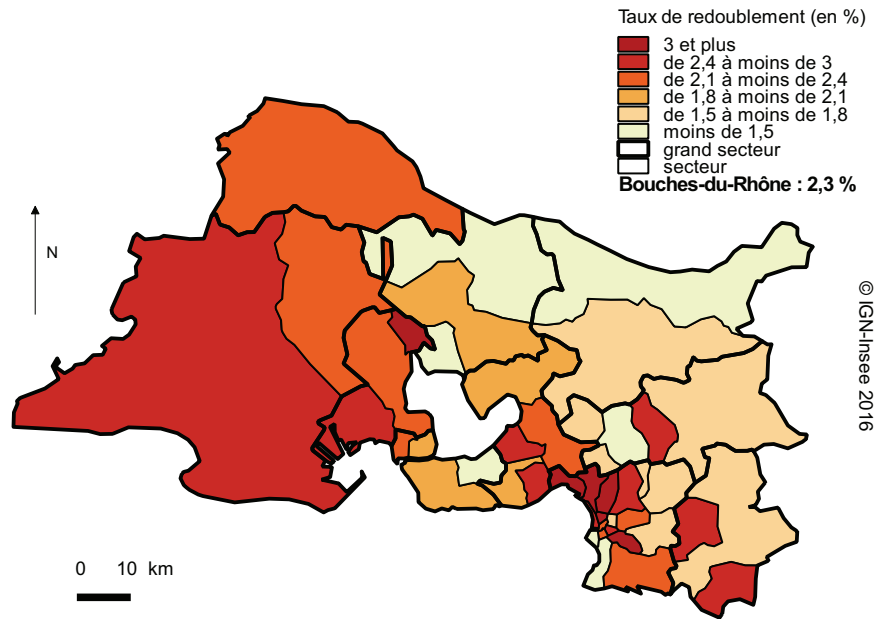 Taux de redoublement (en %)
3 et plus
de 2,4 à moins de 3
de 2,1 à moins de 2,4
de 1,8 à moins de 2,1
de 1,5 à moins de 1,8
moins de 1,5
grand secteur
secteur
Bouches-du-Rhône : 2,3 %
N
© IGN-Insee 2016
0 10 km